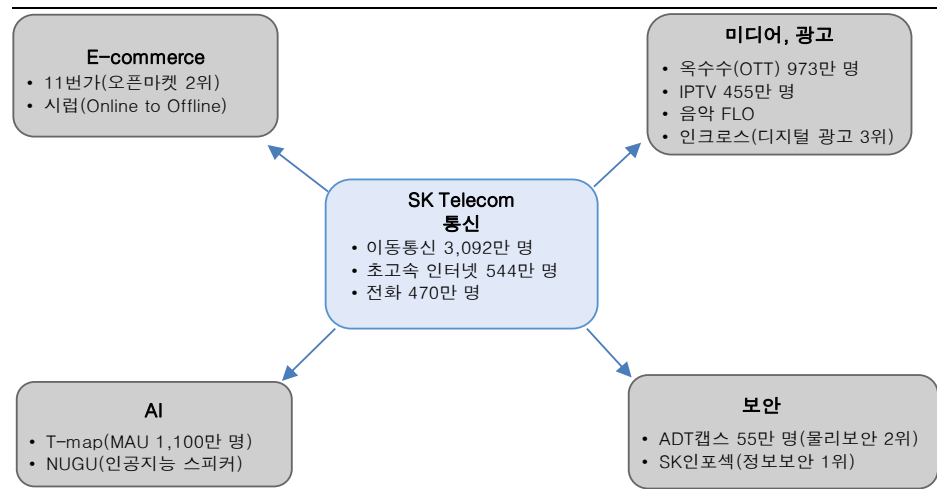 E-commerce
• 11번가(오픈마켓 2위)
• 시럽(Online to Offline)
미디어, 광고
• 옥수수(OTT) 973만 명
• IPTV 455만 명
• 음악 FLO
• 인크로스(디지털 광고 3위)
SK Telecom
통신
• 이동통신 3,092만 명
• 초고속 인터넷 544만 명
• 전화 470만 명
AI
• T-map(MAU 1,100만 명)
• NUGU(인공지능 스피커)
보안
• ADT캡스 55만 명(물리보안 2위)
• SK인포섹(정보보안 1위)